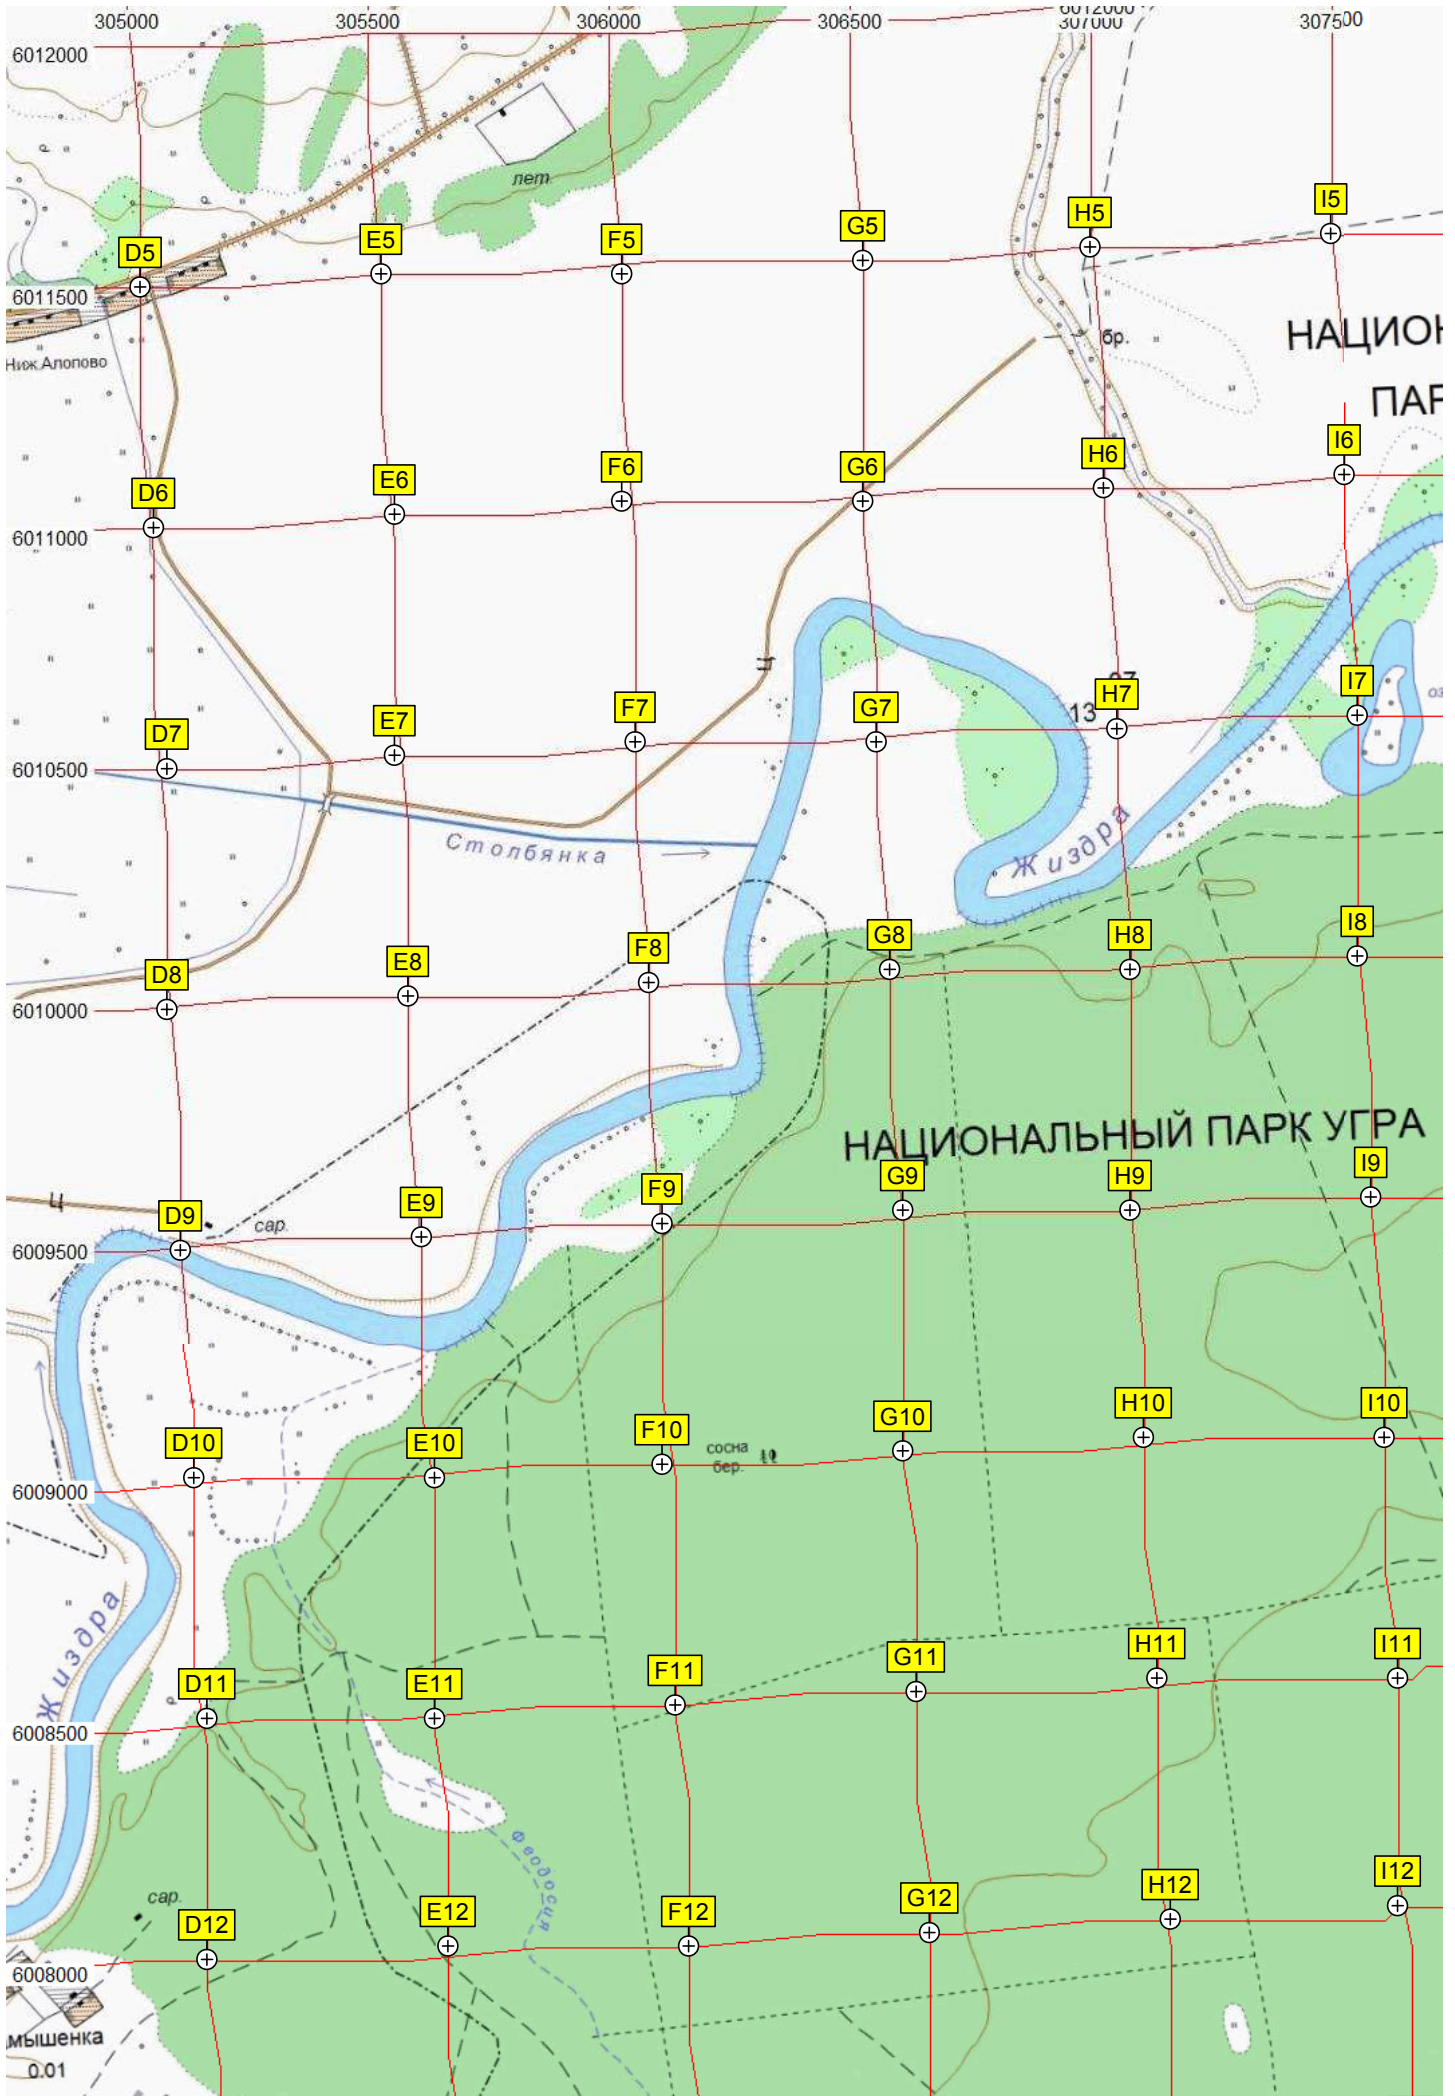 6012000
305000 305500 306000 306500 307000 307500
6012000
лет.
D5 E5 F5 G5 H5 I5
6011500
НАЦИОН
бр.
Ниж.Алопово
ПАР
D6 E6 F6 G6 H6 I6
6011000
Ц
13
D7 E7 F7 G7 H7 I7
оз
6010500
Столбянка
Жиздра
D8 E8 F8 G8 H8 I8
6010000
НАЦИОНАЛЬНЫЙ ПАРК УГРА
Ц
D9 E9 F9 G9 H9 I9
сар.
6009500
D10 E10 F10 G10 H10 I10
сосна
бер.
6009000
Жиздра
D11 E11 F11 G11 H11 I11
6008500
Феодосия
сар.
D12 E12 F12 G12 H12 I12
6008000
мышенка
0.01